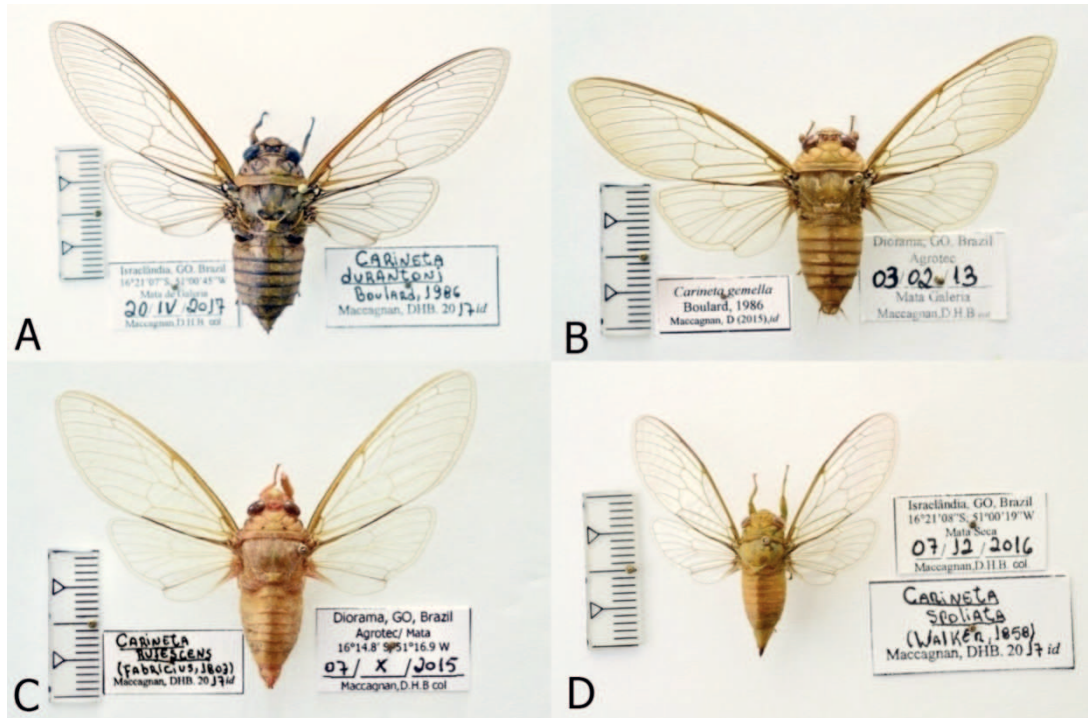 A
Israelândia, GO, Brazil
16°21'07"S, 51°00'45"W
Mata de Galeria
20/IV/2017
Maccagnan,D.H.B. col
CARINETA
dURANTONI
Boulard, 1986
Maccagnan, DHB. 2017 id
B
Carineta gemella
Boulard, 1986
Maccagnan, D (2015),id
Diorama, GO, Brazil
Agrotec
03/02/13
Mata Galeria
Maccagnan,D.H.B col
C
CARINETA
RUFESCENS
(FABRICIUS, 1803)
Maccagnan, DHB. 2017 id
Diorama, GO, Brazil
Agrotec/ Mata
16°14.8' S 51°16.9 W
07/ X /2015
Maccagnan,D.H.B col
D
Israelândia, GO, Brazil
16°21'08"S, 51°00'19"W
Mata Seca
07/12/2016
Maccagnan,D.H.B. col
CARINETA
SPOLIATA
(WALKER, 1858)
Maccagnan, DHB. 2017 id